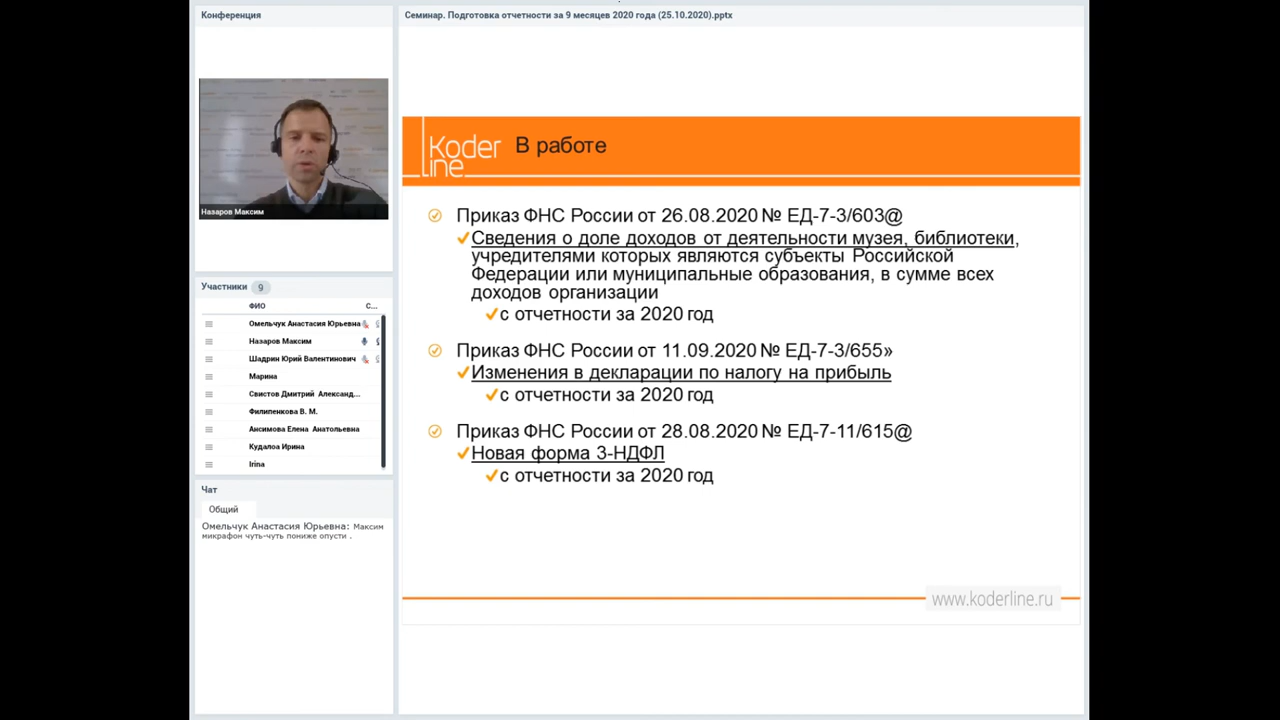 Конференция
Назаров Максим
Участники 9
ФИО С...
Омельчук Анастасия Юрьевна
Назаров Максим
Шадрин Юрий Валентинович
Марина
Свистов Дмитрий Александ...
Филипенкова В. М.
Ансимова Елена Анатольевна
Кудалоа Ирина
Irina
Чат
Общий
Омельчук Анастасия Юрьевна: Максим
микрафон чуть-чуть пониже опусти .
Семинар. Подготовка отчетности за 9 месяцев 2020 года (25.10.2020).pptx
Koder
line
В работе
Приказ ФНС России от 26.08.2020 № ЕД-7-3/603@
Сведения о доле доходов от деятельности музея, библиотеки,
учредителями которых являются субъекты Российской
Федерации или муниципальные образования, в сумме всех
доходов организации
с отчетности за 2020 год
Приказ ФНС России от 11.09.2020 № ЕД-7-3/655»
Изменения в декларации по налогу на прибыль
с отчетности за 2020 год
Приказ ФНС России от 28.08.2020 № ЕД-7-11/615@
Новая форма 3-НДФЛ
с отчетности за 2020 год
www.koderline.ru